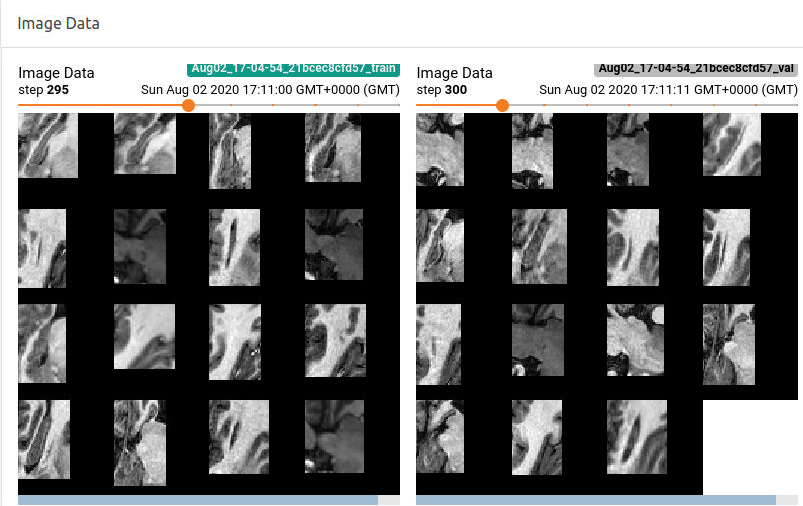 Image Data
Image Data
Aug02_17-04-54_21bcec8cfd57_train
step 295
Sun Aug 02 2020 17:11:00 GMT+0000 (GMT)
Image Data
Aug02_17-04-54_21bcec8cfd57_val
step 300
Sun Aug 02 2020 17:11:11 GMT+0000 (GMT)